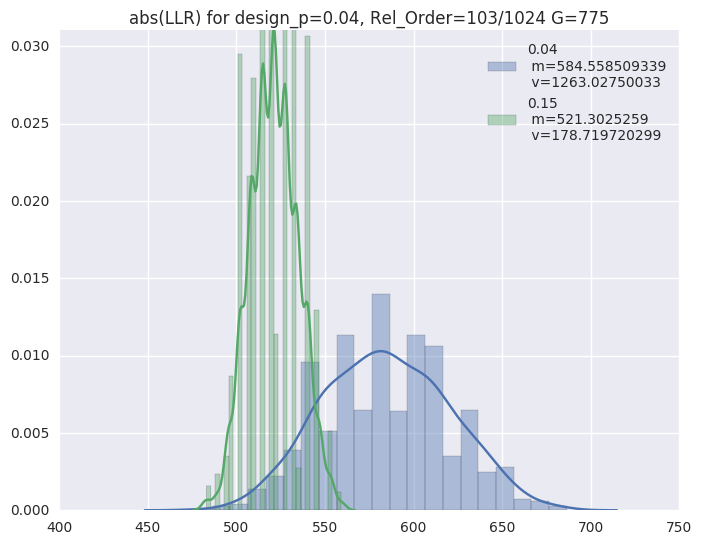 abs(LLR) for design_p=0.04, Rel_Order=103/1024 G=775
0.030
0.025
0.020
0.015
0.010
0.005
0.000
400 450 500 550 600 650 700 750
0.04
m=584.558509339
v=1263.02750033
0.15
m=521.3025259
v=178.719720299